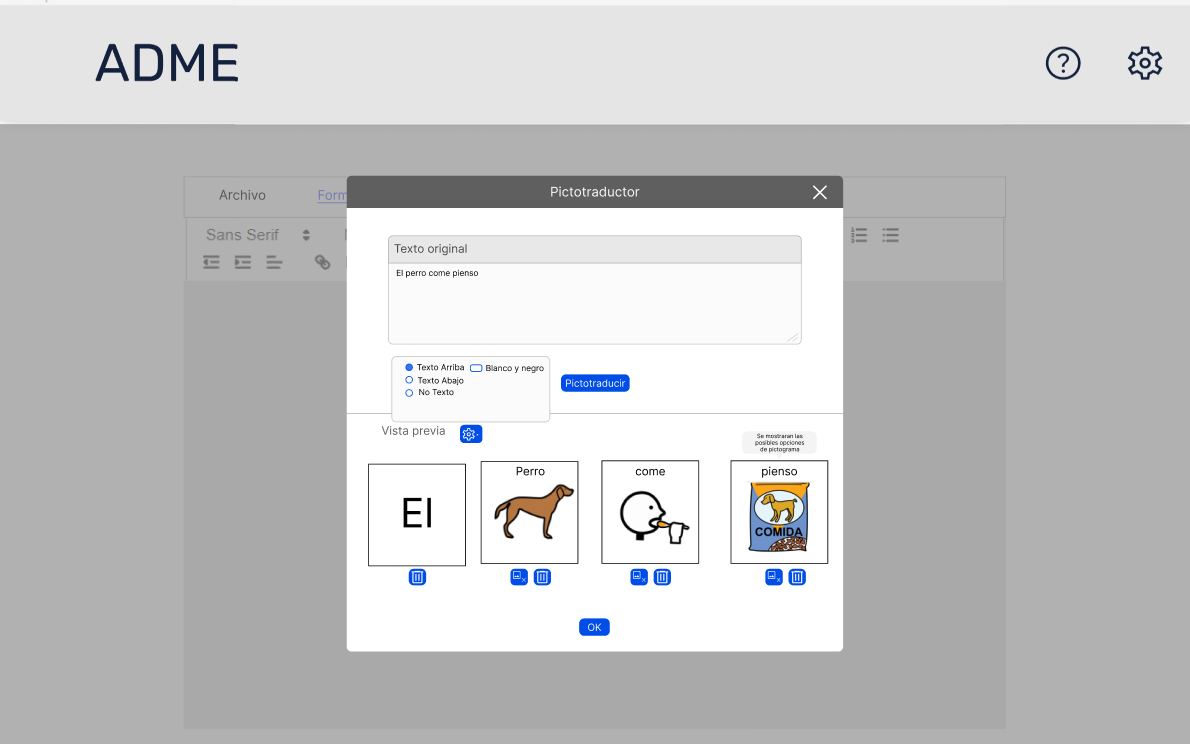 ADME
Archivo
Form
Pictotraductor
Sans Serif
Texto original
El perro come pienso
Texto Arriba
Blanco y negro
Texto Abajo
No Texto
Pictotraducir
Vista previa
Se mostraran las
posibles opciones
de pictograma
El
Perro
come
pienso
COMIDA
OK